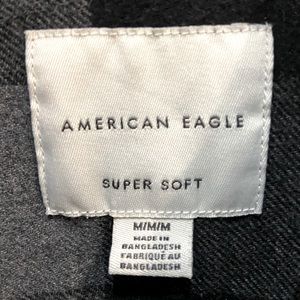 AMERICAN EAGLE
SUPER SOFT
M/M/M
MADE IN
BANGLADESH
FABRIQUÉ AU
BANGLADESH